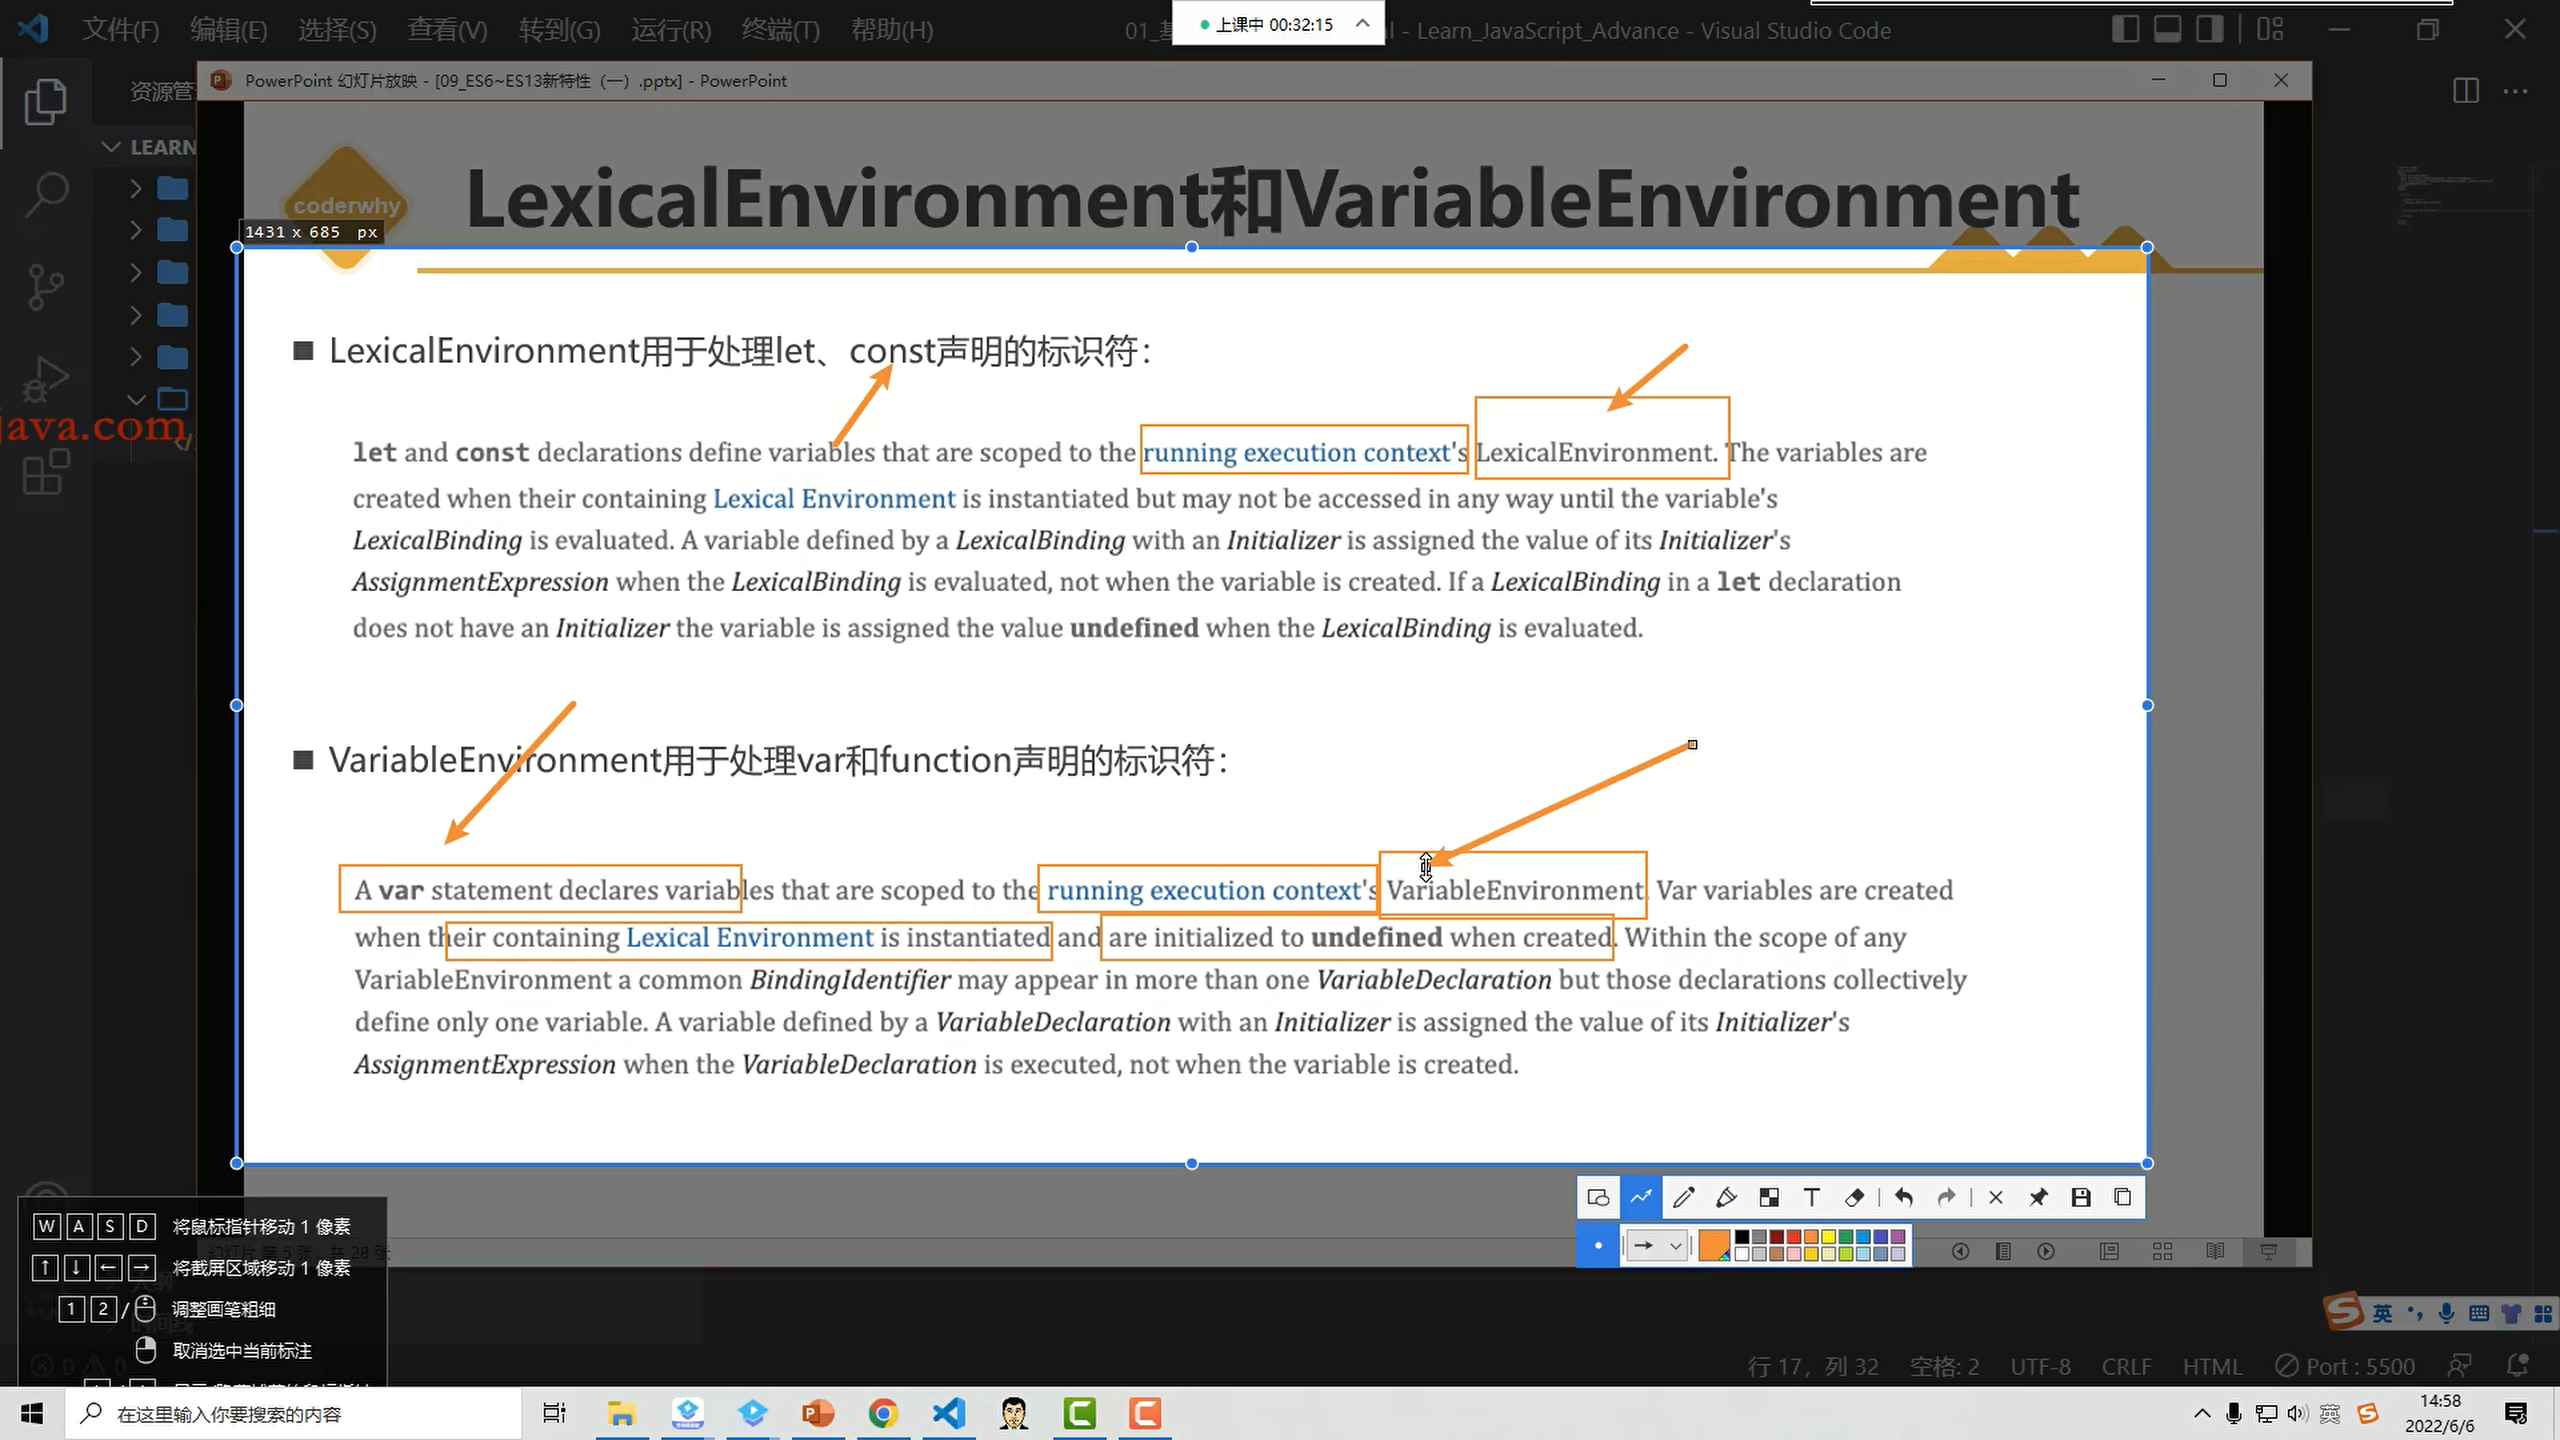 文件(F) 编辑(E) 选择(S) 查看(V) 转到(G) 运行(R) 终端(T) 帮助(H)
上课中 00:32:15
- Learn_JavaScript_Advance - Visual Studio Code
PowerPoint 幻灯片放映 - [09_ES6~ES13新特性（一）.pptx] - PowerPoint
资源管
LEARN
coderwhy
LexicalEnvironment和VariableEnvironment
1431 x 685 px
LexicalEnvironment用于处理let、const声明的标识符：
java.com
let and const declarations define variables that are scoped to the running execution context's LexicalEnvironment. The variables are
created when their containing Lexical Environment is instantiated but may not be accessed in any way until the variable's
LexicalBinding is evaluated. A variable defined by a LexicalBinding with an Initializer is assigned the value of its Initializer's
AssignmentExpression when the LexicalBinding is evaluated, not when the variable is created. If a LexicalBinding in a let declaration
does not have an Initializer the variable is assigned the value undefined when the LexicalBinding is evaluated.
VariableEnvironment用于处理var和function声明的标识符：
A var statement declares variables that are scoped to the running execution context's VariableEnvironment. Var variables are created
when their containing Lexical Environment is instantiated and are initialized to undefined when created. Within the scope of any
VariableEnvironment a common BindingIdentifier may appear in more than one VariableDeclaration but those declarations collectively
define only one variable. A variable defined by a VariableDeclaration with an Initializer is assigned the value of its Initializer's
AssignmentExpression when the VariableDeclaration is executed, not when the variable is created.
W A S D 将鼠标指针移动 1 像素
幻灯片 第 5 张，共 28 张
↑ ↓ ← → 将截屏区域移动 1 像素
1 2 / 调整画笔粗细
取消选中当前标注
英
行 17，列 32 空格: 2 UTF-8 CRLF HTML Port : 5500
在这里输入你要搜索的内容
英
14:58
2022/6/6